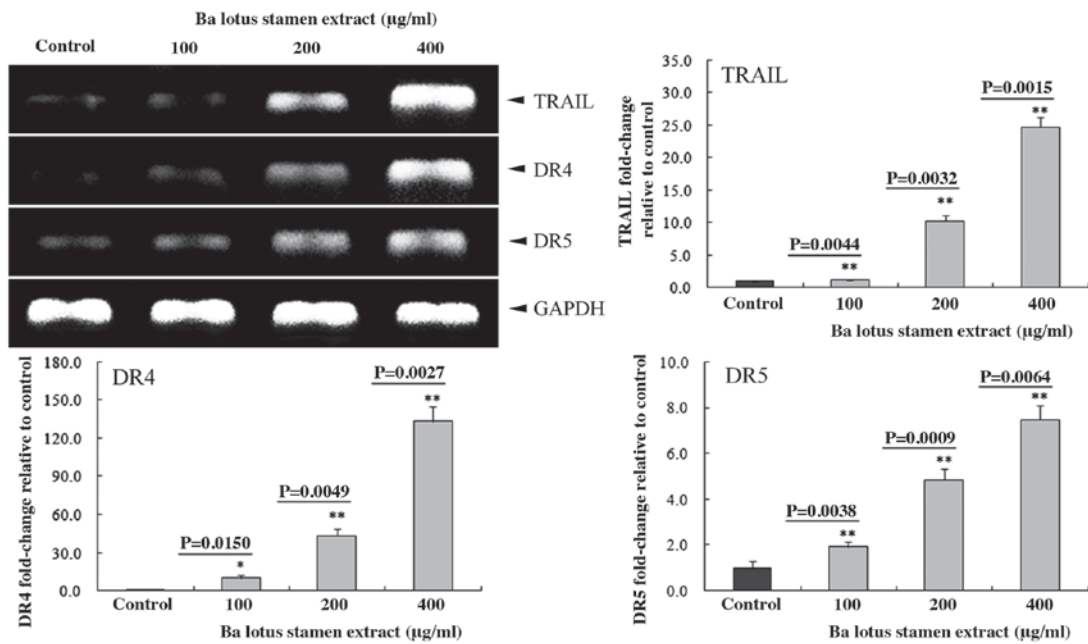 Ba lotus stamen extract (µg/ml)
Control 100 200 400
TRAIL
DR4
DR5
GAPDH
TRAIL
TRAIL fold-change
relative to control
35.0
30.0
25.0
20.0
15.0
10.0
5.0
0.0
P=0.0044
**
P=0.0032
**
P=0.0015
**
Control 100 200 400
Ba lotus stamen extract (µg/ml)
DR4
DR4 fold-change relative to control
180.0
150.0
120.0
90.0
60.0
30.0
0.0
P=0.0150
*
P=0.0049
**
P=0.0027
**
Control 100 200 400
Ba lotus stamen extract (µg/ml)
DR5
DR5 fold-change relative to control
10.0
8.0
6.0
4.0
2.0
0.0
P=0.0038
**
P=0.0009
**
P=0.0064
**
Control 100 200 400
Ba lotus stamen extract (µg/ml)